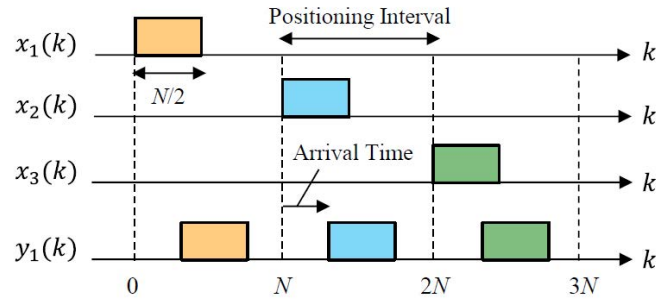 Positioning Interval
x₁(k) k
N/2
x₂(k) k
Arrival Time
x₃(k) k
y₁(k) k
0 N 2N 3N